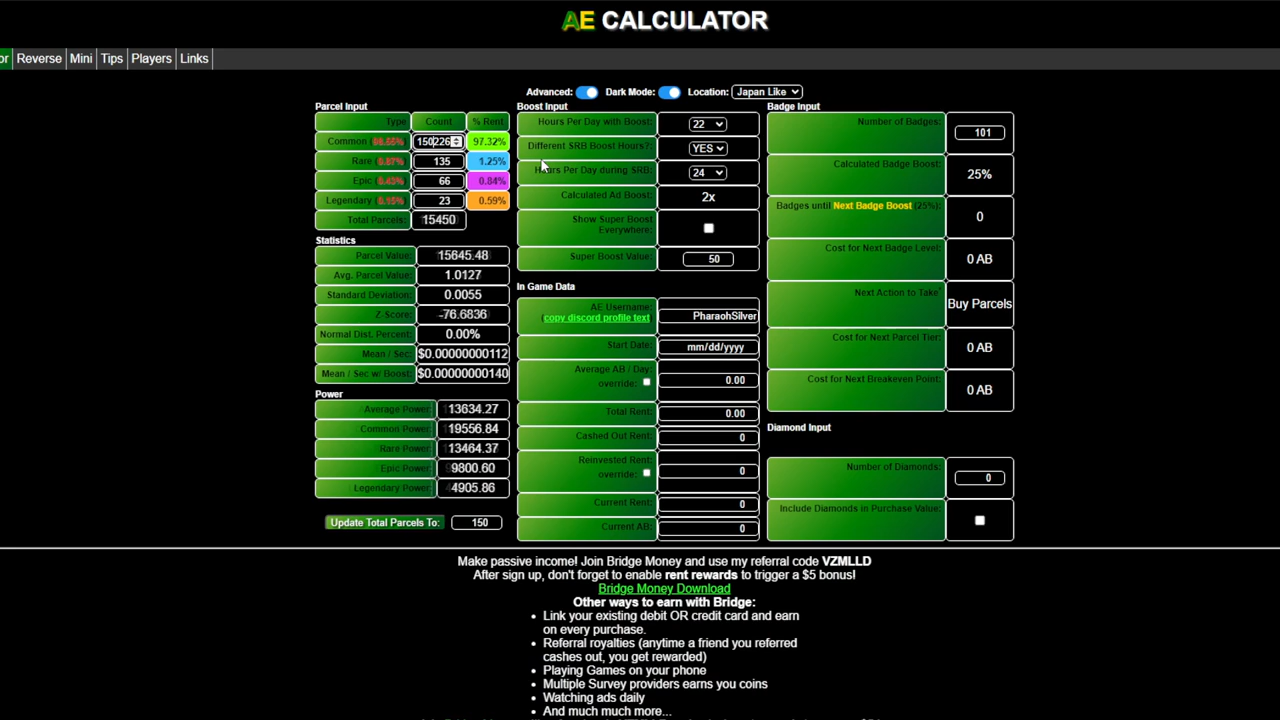 AE CALCULATOR
or Reverse Mini Tips Players Links
Advanced: Dark Mode: Location: Japan Like
Parcel Input
Type Count % Rent
Common (98.55%) 150226 97.32%
Rare (0.87%) 135 1.25%
Epic (0.43%) 66 0.84%
Legendary (0.15%) 23 0.59%
Total Parcels: 15450
Statistics
Parcel Value: 15645.48
Avg. Parcel Value: 1.0127
Standard Deviation: 0.0055
Z-Score: -76.6836
Normal Dist. Percent: 0.00%
Mean / Sec: $0.00000000112
Mean / Sec w/ Boost: $0.00000000140
Power
Average Power: 13634.27
Common Power: 19556.84
Rare Power: 13464.37
Epic Power: 9800.60
Legendary Power: 4905.86
Update Total Parcels To: 150
Boost Input
Hours Per Day with Boost: 22
Different SRB Boost Hours?: YES
Hours Per Day during SRB: 24
Calculated Ad Boost: 2x
Show Super Boost
Everywhere:
Super Boost Value: 50
In Game Data
AE Username:
(copy discord profile text) PharaohSilver
Start Date: mm/dd/yyyy
Average AB / Day
override: 0.00
Total Rent: 0.00
Cashed Out Rent: 0
Reinvested Rent
override: 0
Current Rent: 0
Current AB: 0
Badge Input
Number of Badges: 101
Calculated Badge Boost: 25%
Badges until Next Badge Boost (25%): 0
Cost for Next Badge Level: 0 AB
Next Action to Take: Buy Parcels
Cost for Next Parcel Tier: 0 AB
Cost for Next Breakeven Point: 0 AB
Diamond Input
Number of Diamonds: 0
Include Diamonds in Purchase Value:
Make passive income! Join Bridge Money and use my referral code VZMLLD
After sign up, don't forget to enable rent rewards to trigger a $5 bonus!
Bridge Money Download
Other ways to earn with Bridge:
• Link your existing debit OR credit card and earn
on every purchase.
• Referral royalties (anytime a friend you referred
cashes out, you get rewarded)
• Playing Games on your phone
• Multiple Survey providers earns you coins
• Watching ads daily
• And much much more...